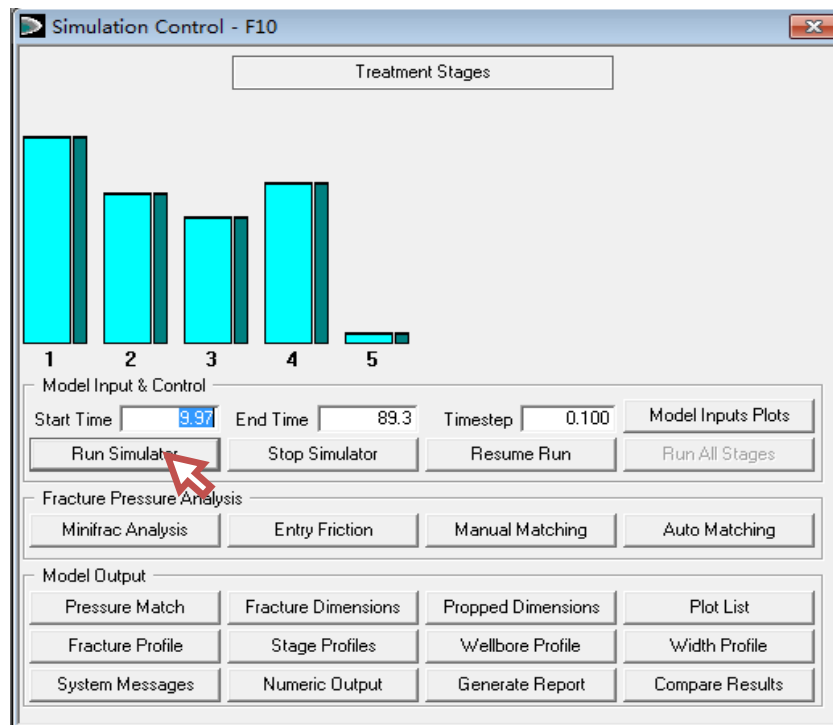 Simulation Control - F10
Treatment Stages
1 2 3 4 5
Model Input & Control
Start Time 9.97 End Time 89.3 Timestep 0.100 Model Inputs Plots
Run Simulator Stop Simulator Resume Run Run All Stages
Fracture Pressure Analysis
Minifrac Analysis Entry Friction Manual Matching Auto Matching
Model Output
Pressure Match Fracture Dimensions Propped Dimensions Plot List
Fracture Profile Stage Profiles Wellbore Profile Width Profile
System Messages Numeric Output Generate Report Compare Results